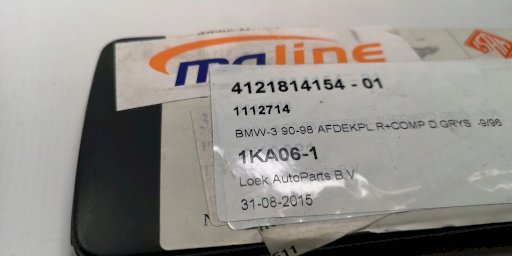 maline
4121814154 - 01
1112714
BMW-3 90-98 AFDEKPL R+COMP D.GRYS -9/96
1KA06-1
Loek AutoParts B.V
31-08-2015